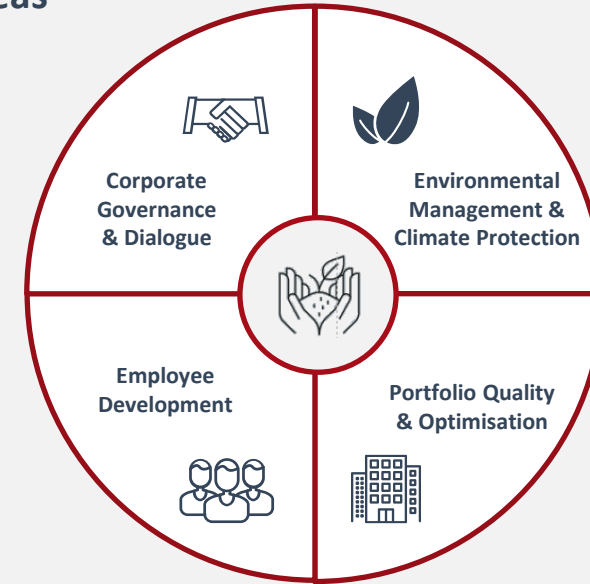 Corporate
Governance
& Dialogue
Environmental
Management &
Climate Protection
Employee
Development
Portfolio Quality
& Optimisation